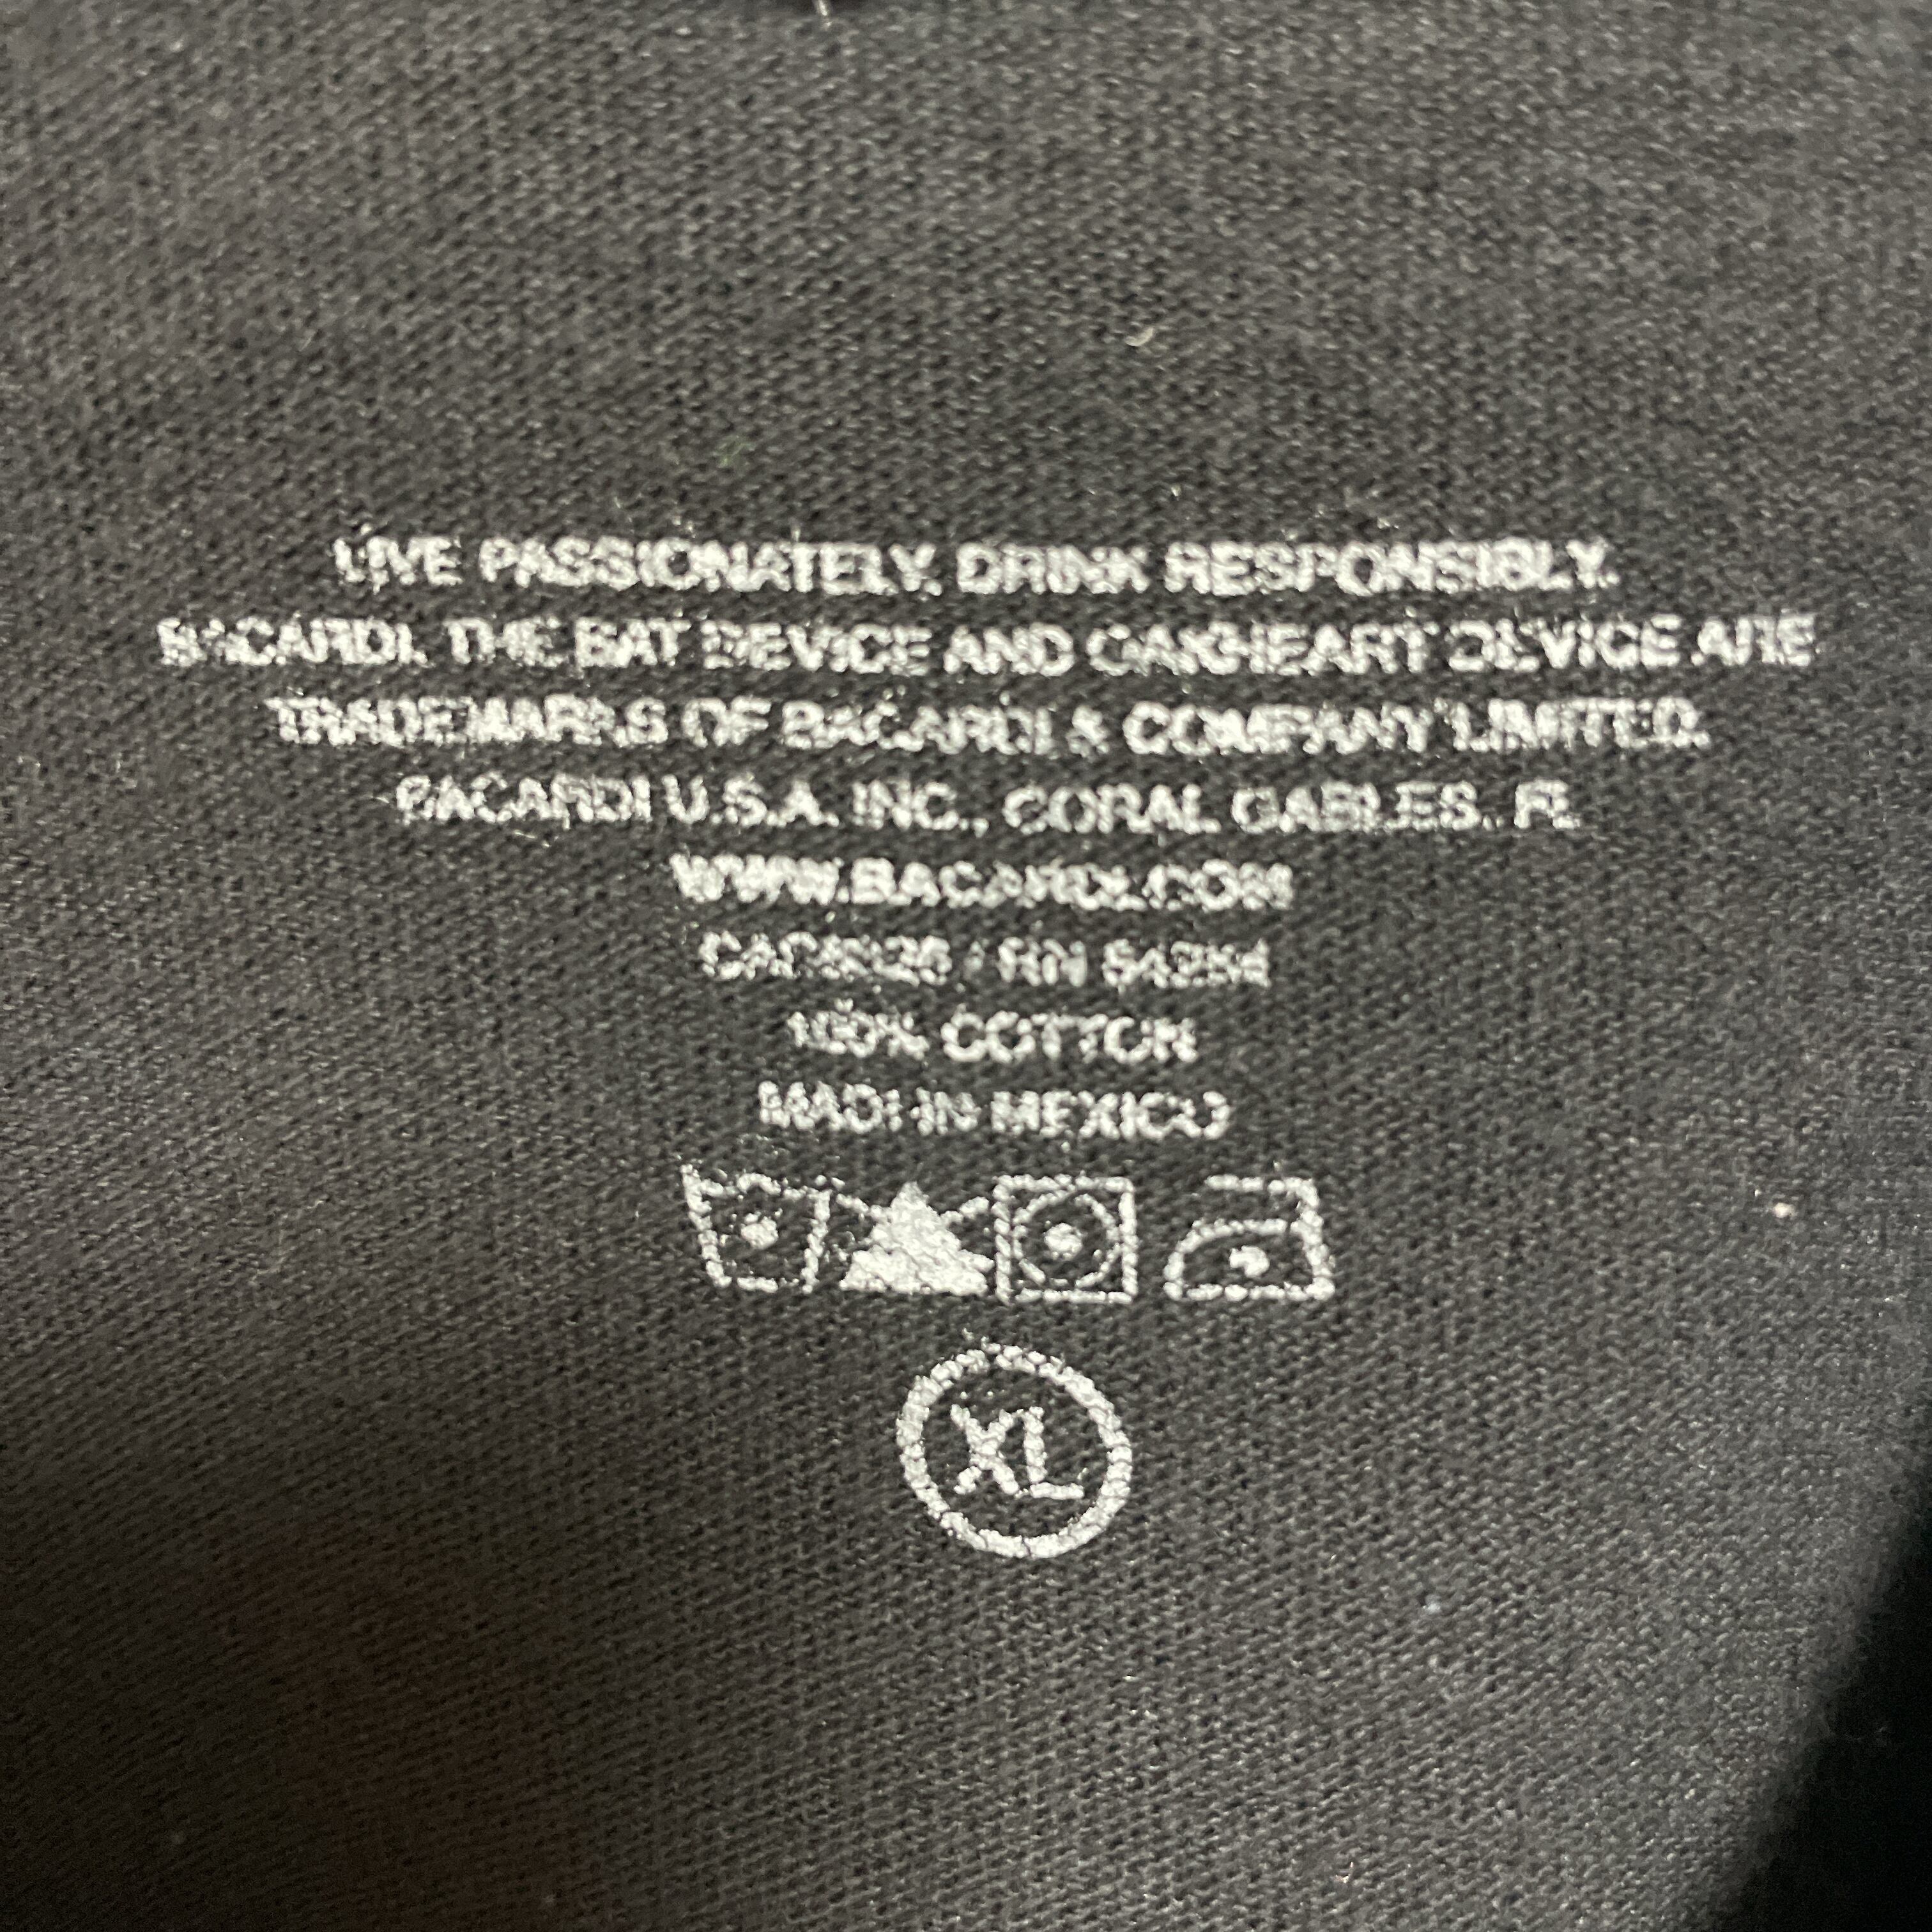 LIVE PASSIONATELY. DRINK RESPONSIBLY.
BACARDI, THE BAT DEVICE AND OAKHEART DEVICE ARE
TRADEMARKS OF BACARDI & COMPANY LIMITED.
BACARDI U.S.A. INC., CORAL GABLES, FL
WWW.BACARDI.COM
/ RN
100% COTTON
MADE IN MEXICO
XL